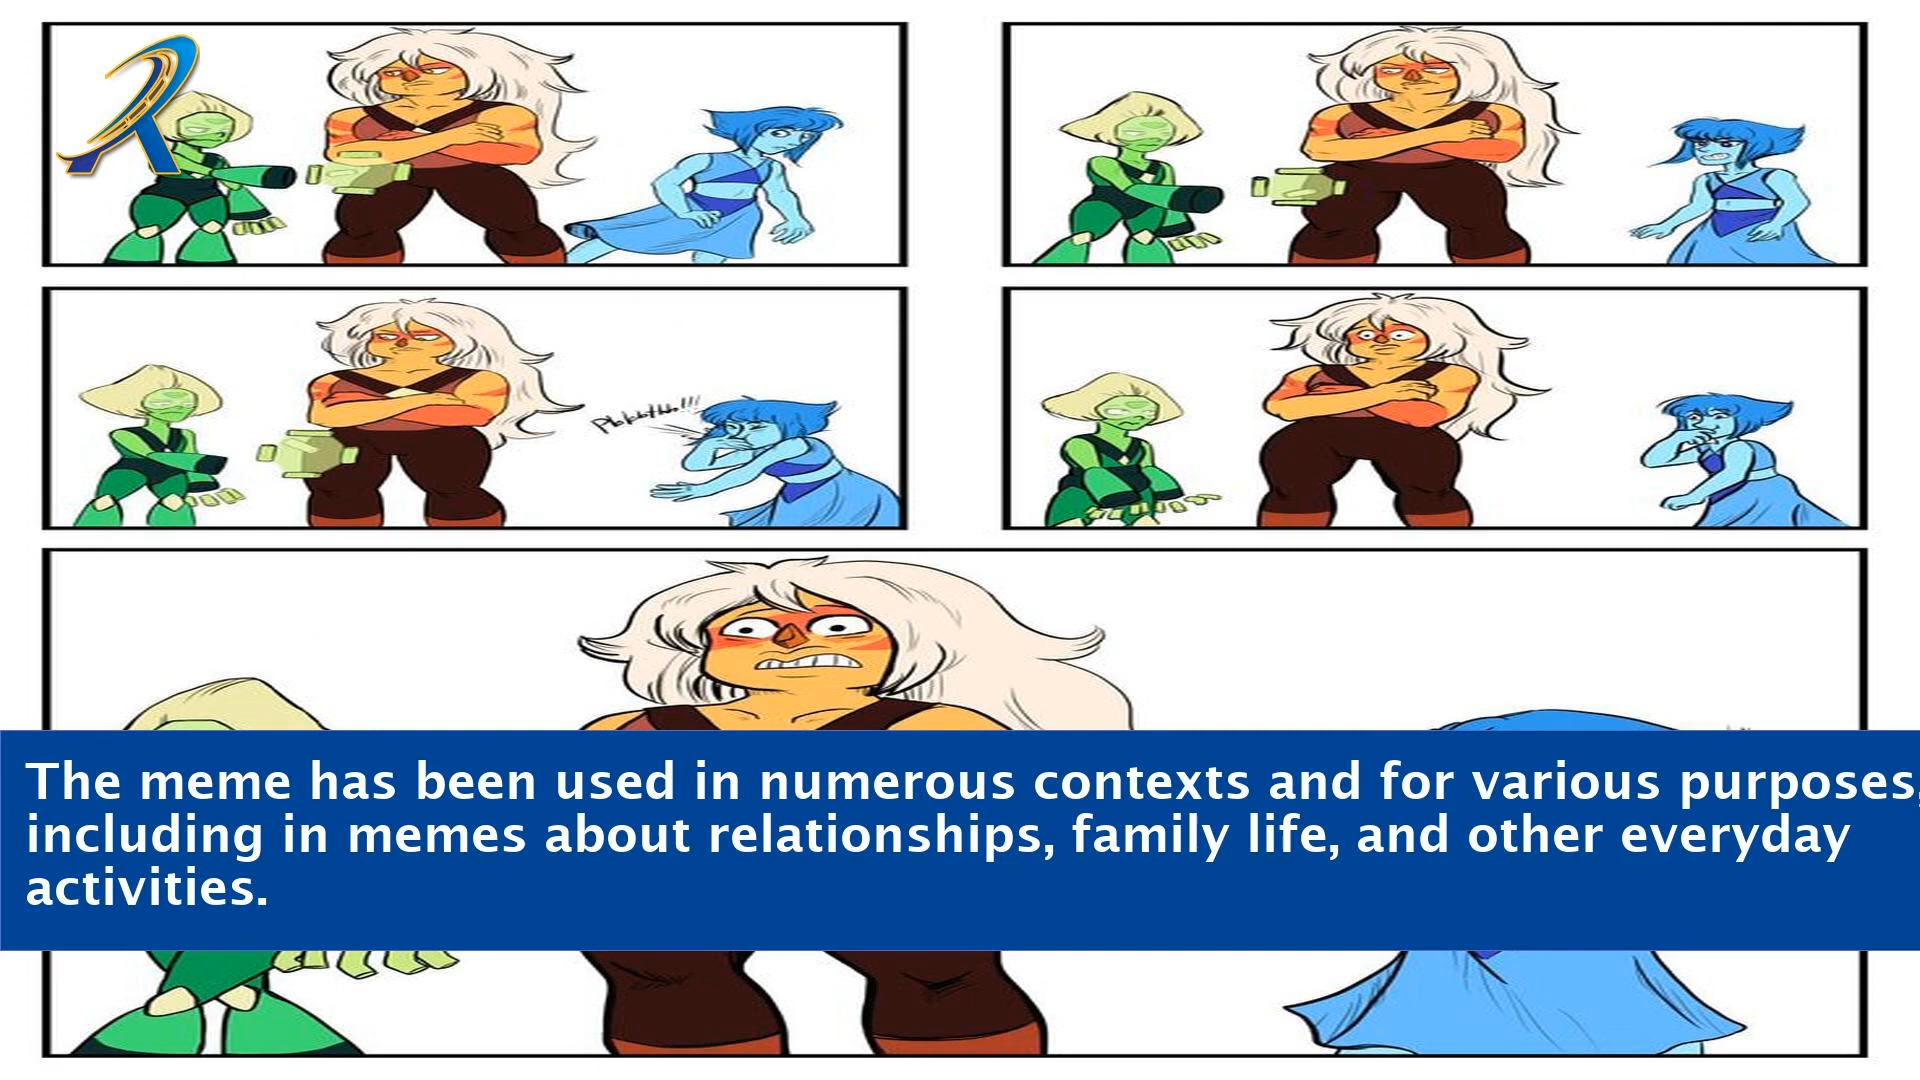 Pbbbbthh!!!
The meme has been used in numerous contexts and for various purposes,
including in memes about relationships, family life, and other everyday
activities.